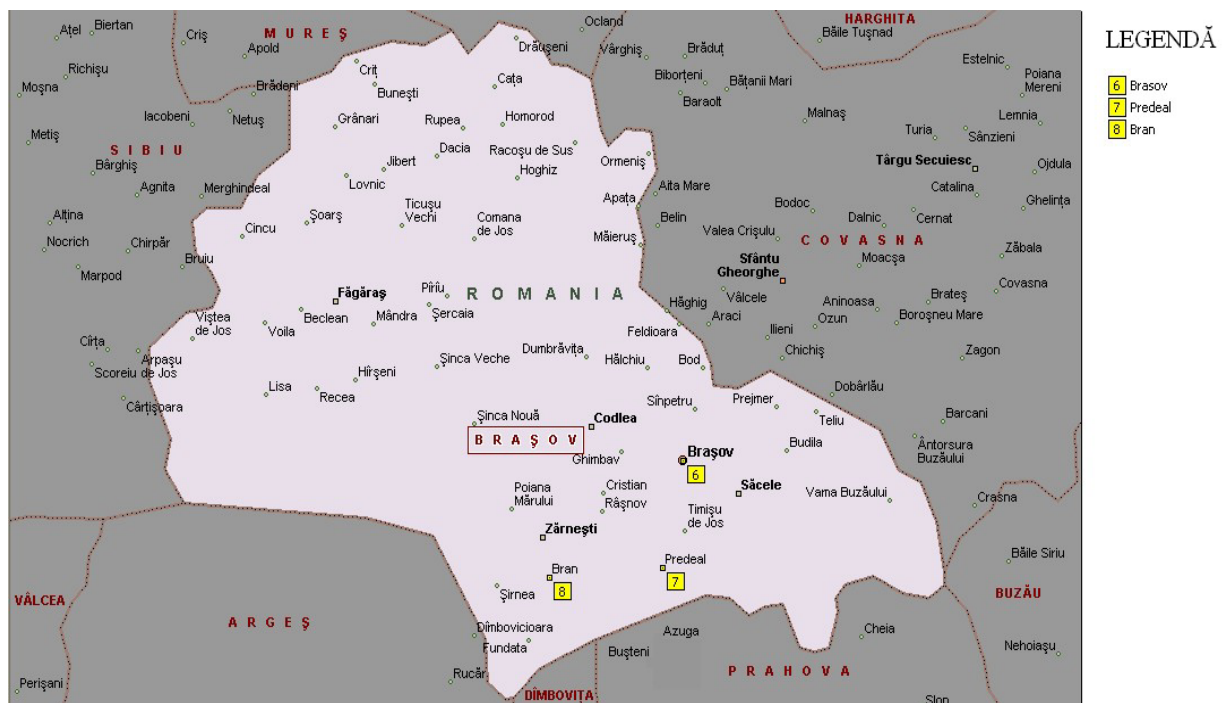 Aţel
Biertan
Criş
MUREŞ
Ocland
HARGHITA
Băile Tuşnad
LEGENDĂ
Apold
Drăuşeni
Vârghiş
Brăduţ
Estelnic
Richişu
Criţ
Biborţeni
Băţanii Mari
Poiana
Mereni
6 Brasov
Moşna
Brădeni
Buneşti
Caţa
Baraolt
7 Predeal
Iacobeni
Netuş
Grânari
Rupea
Homorod
Malnaş
Lemnia
8 Bran
Metiş
SIBIU
Dacia
Racoşu de Sus
Ormeniş
Turia
Sânzieni
Bârghiş
Jibert
Hoghiz
Târgu Secuiesc
Ojdula
Agnita
Merghindeal
Lovnic
Apaţa
Aita Mare
Catalina
Ghelinţa
Alţina
Şoarş
Ticuşu
Vechi
Comana
de Jos
Belin
Bodoc
Dalnic
Cernat
Nocrich
Chirpăr
Cincu
Măieruş
Valea Crişului
COVASNA
Zăbala
Marpod
Bruiu
Sfântu
Gheorghe
Moacşa
Făgăraş
Pîrîu
ROMANIA
Hăghig
Vâlcele
Aninoasa
Brateş
Covasna
Viştea
de Jos
Voila
Beclean
Mândra
Şercaia
Feldioara
Araci
Ilieni
Ozun
Boroşneu Mare
Cîrţa
Arpaşu
Scoreiu de Jos
Dumbrăviţa
Hălchiu
Bod
Chichiş
Zagon
Şinca Veche
Cârţişoara
Lisa
Recea
Hîrşeni
Dobârlău
Sînpetru
Prejmer
Teliu
Barcani
Şinca Nouă
Codlea
BRAŞOV
Ghimbav
Braşov
6
Budila
Întorsura
Buzăului
Poiana
Mărului
Cristian
Râşnov
Săcele
Timişu
de Jos
Vama Buzăului
Crasna
Zărneşti
Bran
8
Predeal
7
Băile Siriu
VÂLCEA
Şirnea
BUZĂU
ARGEŞ
Dîmbovicioara
Fundata
Azuga
Buşteni
Cheia
Nehoiaşu
Rucăr
PRAHOVA
Perişani
DÎMBOVIŢA
Slon